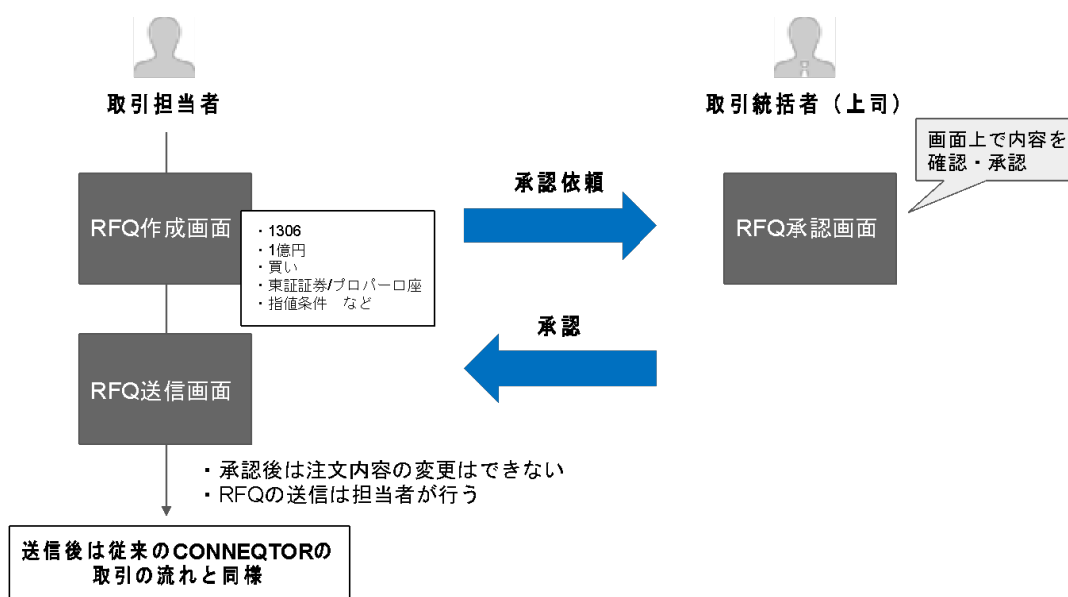 取引担当者
取引統括者（上司）
画面上で内容を
確認・承認
承認依頼
RFQ作成画面
・1306
・1億円
・買い
・東証証券/プロパー口座
・指値条件　など
RFQ承認画面
承認
RFQ送信画面
・承認後は注文内容の変更はできない
・RFQの送信は担当者が行う
送信後は従来のCONNEQTORの
取引の流れと同様